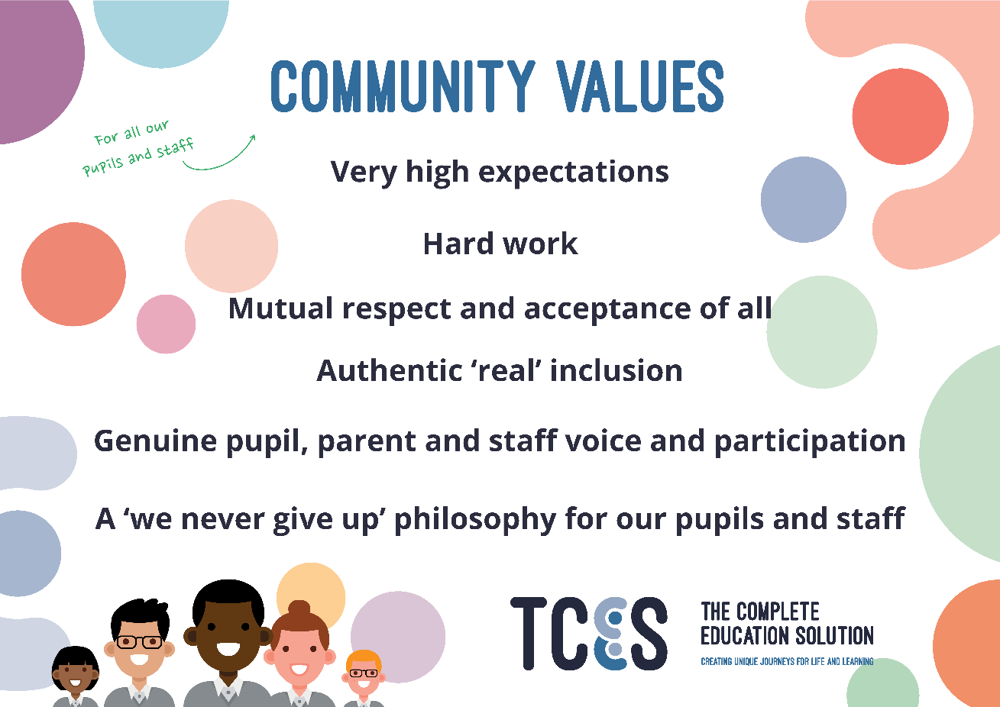 COMMUNITY VALUES
For all our
pupils and staff
Very high expectations
Hard work
Mutual respect and acceptance of all
Authentic ‘real’ inclusion
Genuine pupil, parent and staff voice and participation
A ‘we never give up’ philosophy for our pupils and staff
TCES
THE COMPLETE
EDUCATION SOLUTION
CREATING UNIQUE JOURNEYS FOR LIFE AND LEARNING